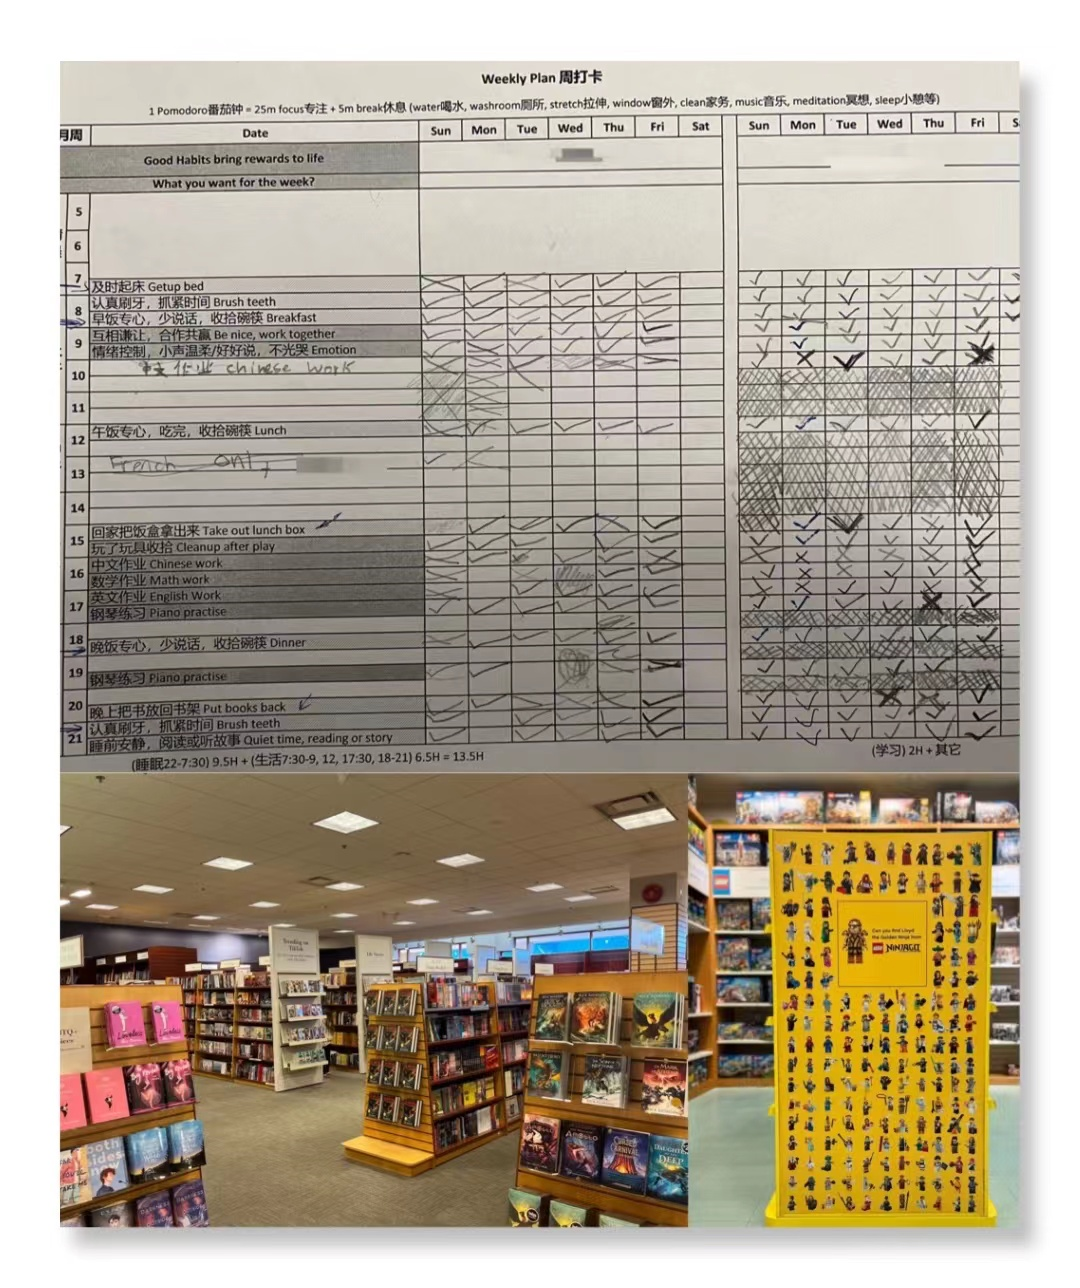 Weekly Plan 周打卡
1 Pomodoro番茄钟 = 25m focus专注 + 5m break休息 (water喝水, washroom厕所, stretch拉伸, window窗外, clean家务, music音乐, meditation冥想, sleep小憩等)
月周 Date Sun Mon Tue Wed Thu Fri Sat Sun Mon Tue Wed Thu Fri S
Good Habits bring rewards to life
What you want for the week?
5
6
7
及时起床 Getup bed
认真刷牙，抓紧时间 Brush teeth
8
早饭专心，少说话，收拾碗筷 Breakfast
互相谦让，合作共赢 Be nice, work together
9
情绪控制，小声温柔/好好说，不光哭 Emotion
作业 chinese work
10
11
午饭专心，吃完，收拾碗筷 Lunch
12
French only
13
14
回家把饭盒拿出来 Take out lunch box
15
玩了玩具收拾 Cleanup after play
中文作业 Chinese work
16
数学作业 Math work
英文作业 English Work
17
钢琴练习 Piano practise
18
晚饭专心，少说话，收拾碗筷 Dinner
19
钢琴练习 Piano practise
20
晚上把书放回书架 Put books back
认真刷牙，抓紧时间 Brush teeth
21
睡前安静，阅读或听故事 Quiet time, reading or story
(睡眠22-7:30) 9.5H + (生活7:30-9, 12, 17:30, 18-21) 6.5H = 13.5H
(学习) 2H + 其它
Trending on
TikTok
Can you find Lloyd
the Golden Ninja
LEGO NINJAGO